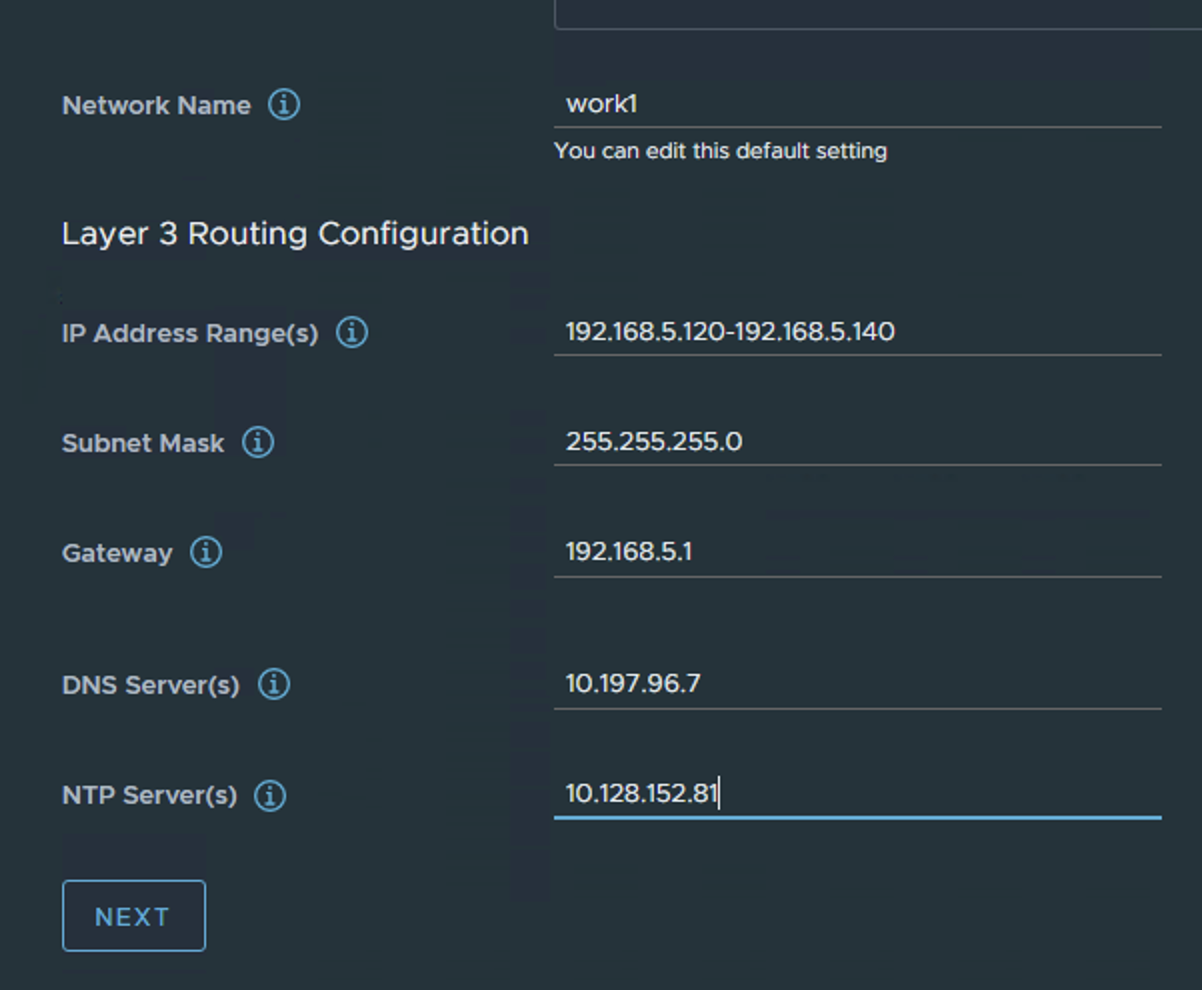 Network Name work1
You can edit this default setting
Layer 3 Routing Configuration
IP Address Range(s) 192.168.5.120-192.168.5.140
Subnet Mask 255.255.255.0
Gateway 192.168.5.1
DNS Server(s) 10.197.96.7
NTP Server(s) 10.128.152.81
NEXT